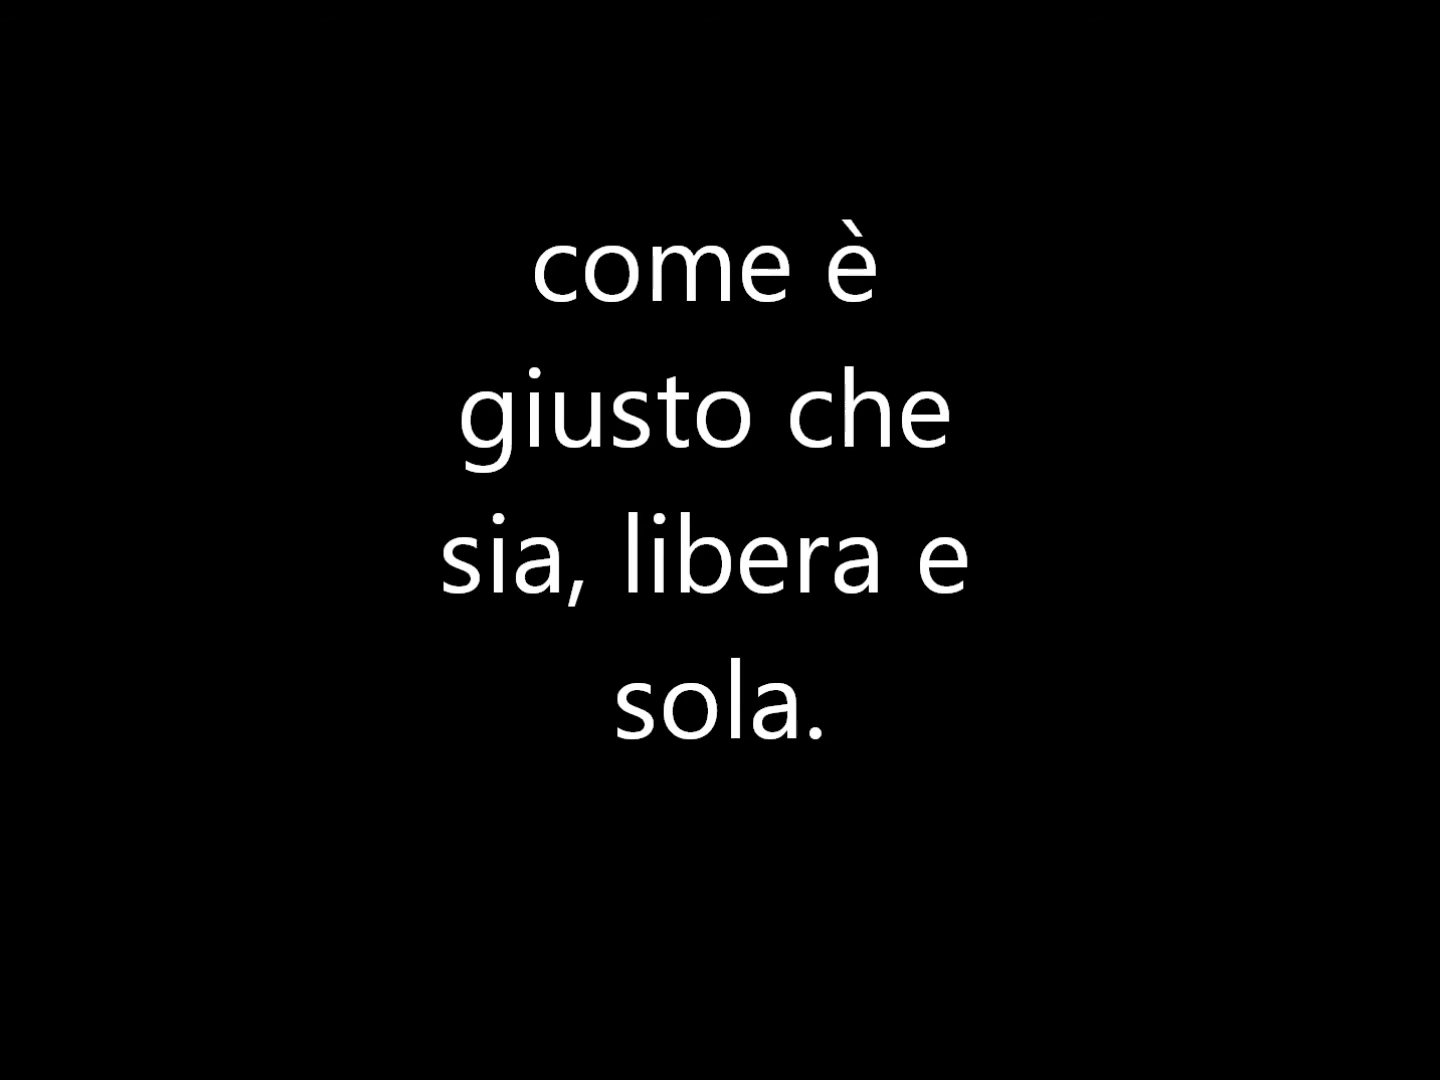 come è
giusto che
sia, libera e
sola.